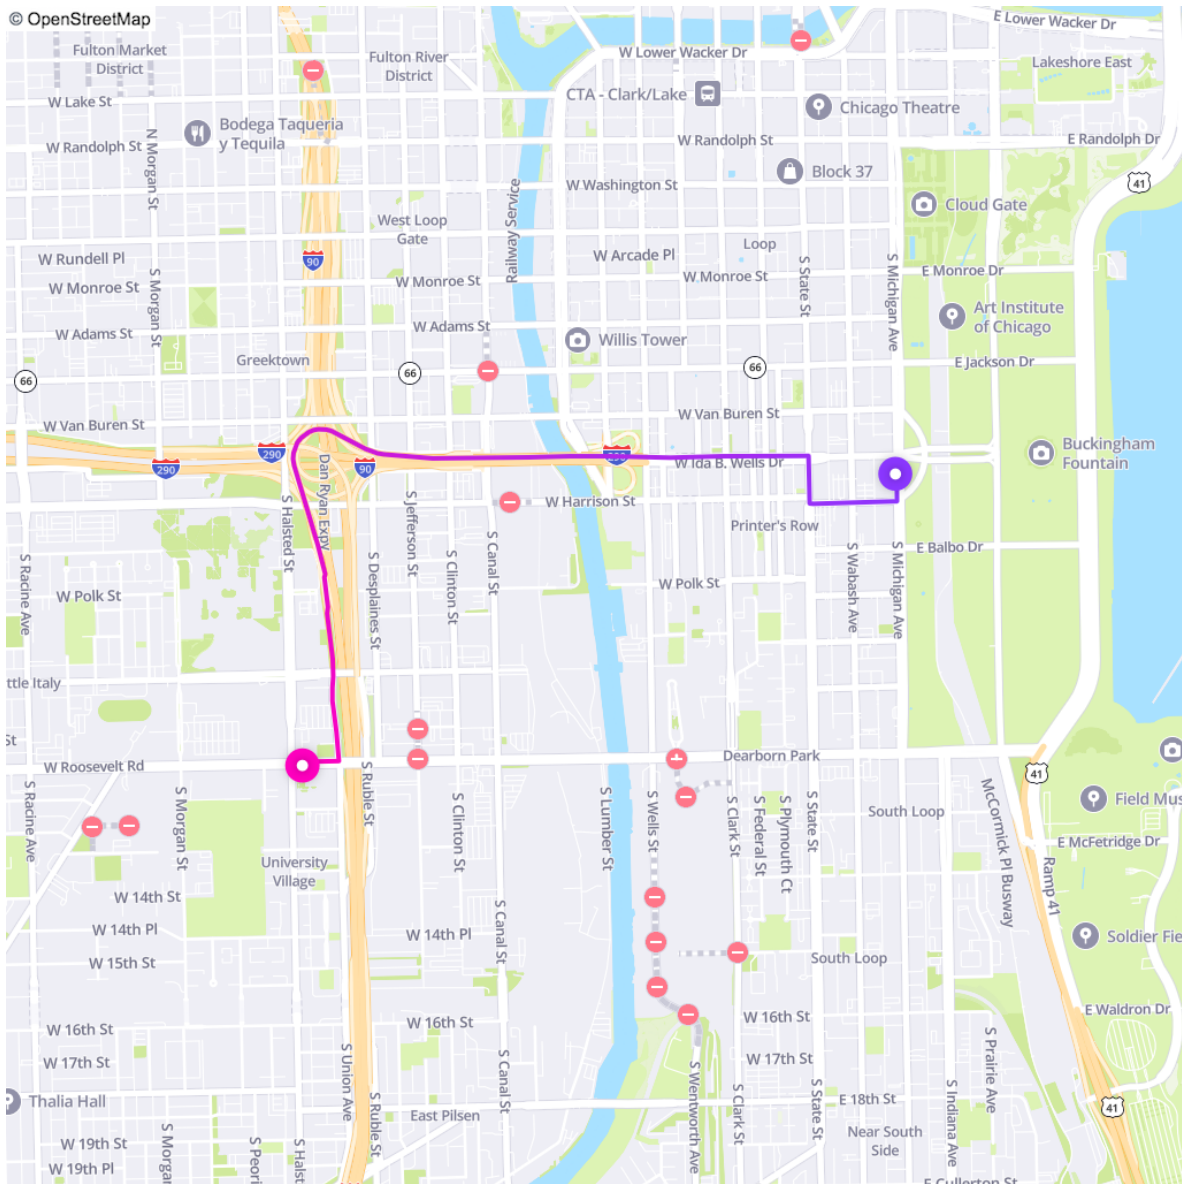 © OpenStreetMap
E Lower Wacker Dr
Fulton Market
District
Fulton River
District
W Lower Wacker Dr
Lakeshore East
W Lake St
CTA - Clark/Lake
Chicago Theatre
Bodega Taqueria
y Tequila
N Morgan St
W Randolph St
W Randolph St
E Randolph Dr
Block 37
W Washington St
41
Railway Service
Cloud Gate
West Loop
Gate
Loop
W Rundell Pl
90
W Arcade Pl
S State St
S Michigan Ave
E Monroe Dr
W Monroe St
S Morgan St
W Monroe St
W Monroe St
Art Institute
of Chicago
W Adams St
W Adams St
Willis Tower
Greektown
66
66
66
E Jackson Dr
W Van Buren St
W Van Buren St
290
290
90
W Ida B. Wells Dr
Buckingham
Fountain
Dan Ryan Expy
S Halsted St
S Jefferson St
W Harrison St
Printer's Row
S Racine Ave
S Desplaines St
S Clinton St
S Canal St
S Wabash Ave
S Michigan Ave
E Balbo Dr
W Polk St
W Polk St
ttle Italy
St
W Roosevelt Rd
Dearborn Park
41
S Racine Ave
S Morgan St
S Ruble St
S Clinton St
S Lumber St
S Wells St
S Clark St
S Federal St
S Plymouth Ct
S State St
South Loop
McCormick Pl Busway
Field Mus
E McFetridge Dr
University
Village
Ramp 41
W 14th St
S Canal St
W 14th Pl
W 14th Pl
Soldier Fie
W 15th St
South Loop
W 16th St
W 16th St
W 16th St
E Waldron Dr
W 17th St
S Union Ave
S Canal St
W 17th St
S Prairie Ave
Thalia Hall
S Ruble St
East Pilsen
S Wentworth Ave
S Clark St
S State St
E 18th St
S Indiana Ave
41
W 19th St
S Morgan
S Peori
S Halst
Near South
Side
W 19th Pl
E Cullerton St